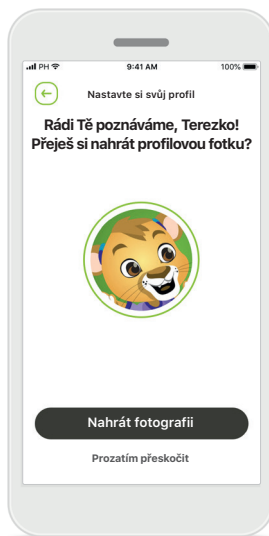 PH 9:41 AM 100%
Nastavte si svůj profil
Rádi Tě poznáváme, Terezko!
Přeješ si nahrát profilovou fotku?
Nahrát fotografii
Prozatím přeskočit